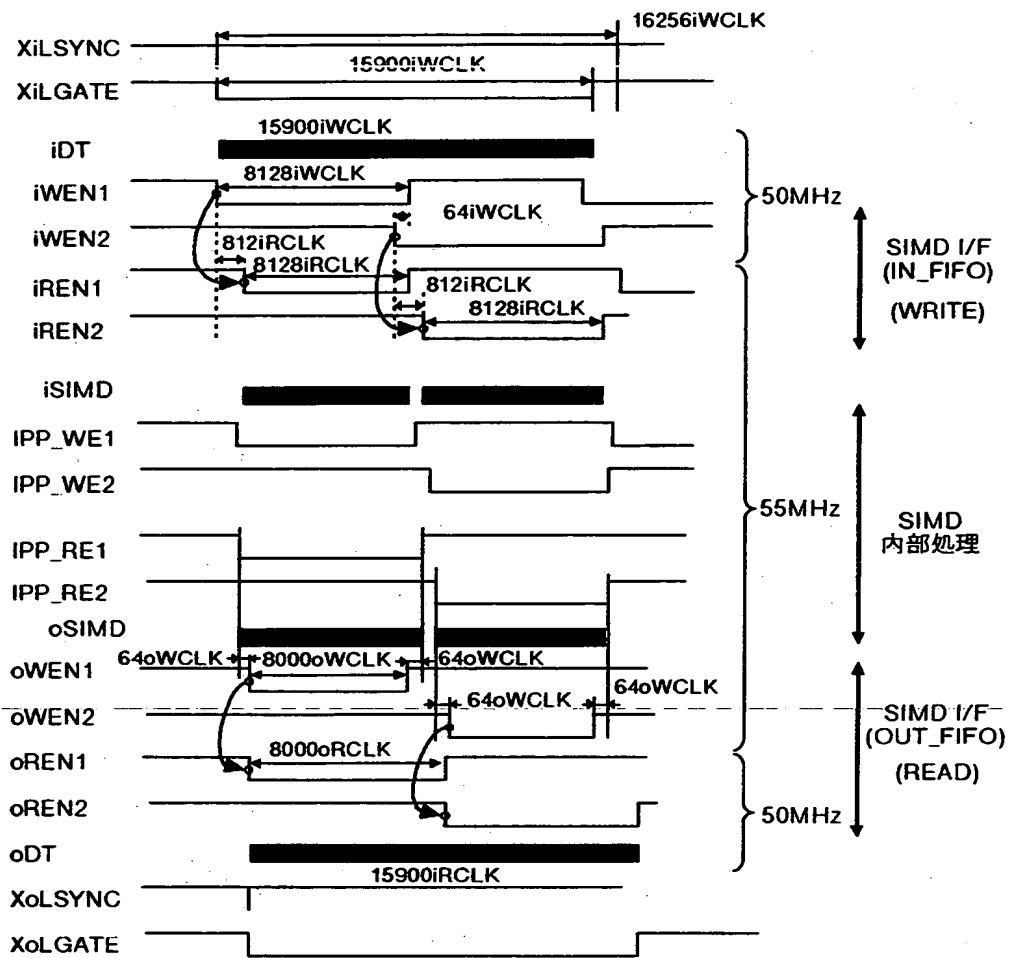 16256iWCLK
XiLSYNC
15900iWCLK
XiLGATE
15900iWCLK
iDT
8128iWCLK
iWEN1
50MHz
64iWCLK
iWEN2
812iRCLK
SIMD I/F
(IN_FIFO)
(WRITE)
8128iRCLK
iREN1
812iRCLK
8128iRCLK
iREN2
iSIMD
IPP_WE1
IPP_WE2
55MHz
SIMD
内部処理
IPP_RE1
IPP_RE2
oSIMD
64oWCLK
8000oWCLK
64oWCLK
oWEN1
64oWCLK
64oWCLK
oWEN2
SIMD I/F
(OUT_FIFO)
(READ)
8000oRCLK
oREN1
oREN2
50MHz
oDT
15900iRCLK
XoLSYNC
XoLGATE